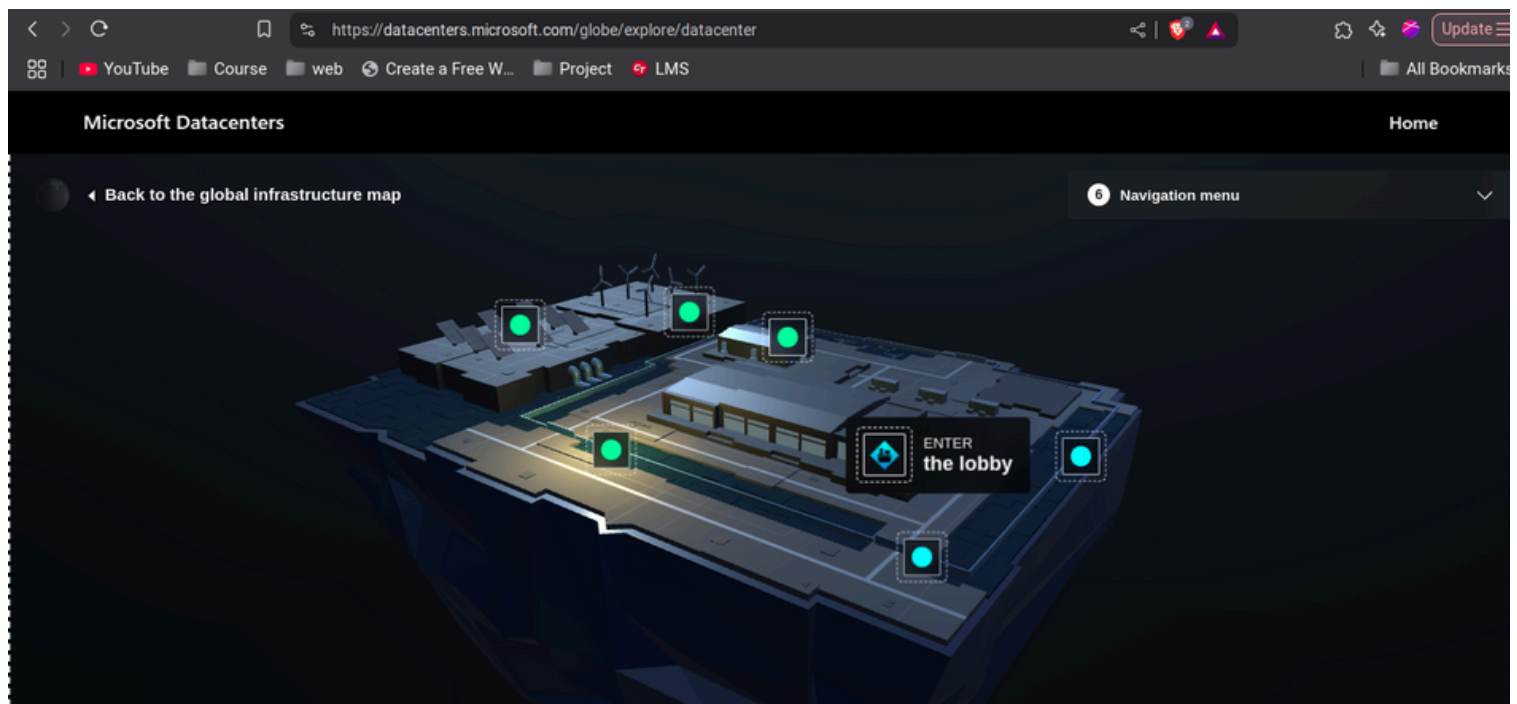 https://datacenters.microsoft.com/globe/explore/datacenter
2
Update
YouTube Course web Create a Free W... Project LMS All Bookmarks
Microsoft Datacenters Home
Back to the global infrastructure map 6 Navigation menu
ENTER
the lobby